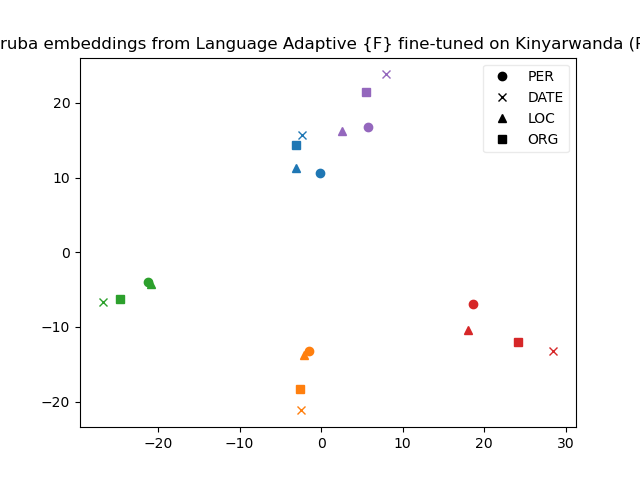 ruba embeddings from Language Adaptive {F} fine-tuned on Kinyarwanda (F
PER
DATE
LOC
ORG
20
10
0
−10
−20
−20 −10 0 10 20 30